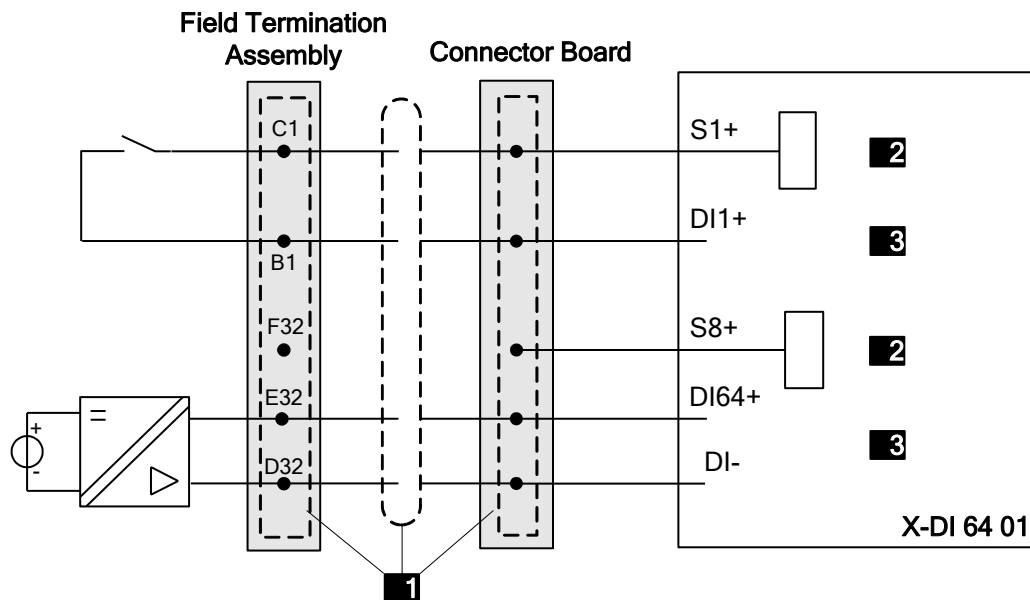 Field Termination
Assembly
Connector Board
C1
S1+
2
DI1+
3
B1
F32
S8+
2
E32
DI64+
=
+
-
3
D32
DI-
X-DI 64 01
1